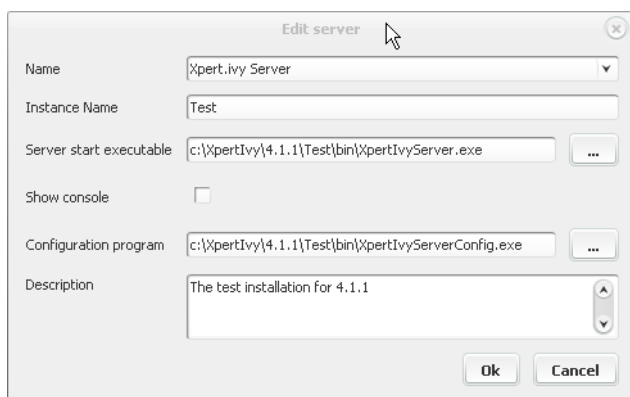 Edit server
Name Xpert.ivy Server
Instance Name Test
Server start executable c:\XpertIvy\4.1.1\Test\bin\XpertIvyServer.exe ...
Show console
Configuration program c:\XpertIvy\4.1.1\Test\bin\XpertIvyServerConfig.exe ...
Description The test installation for 4.1.1
Ok Cancel